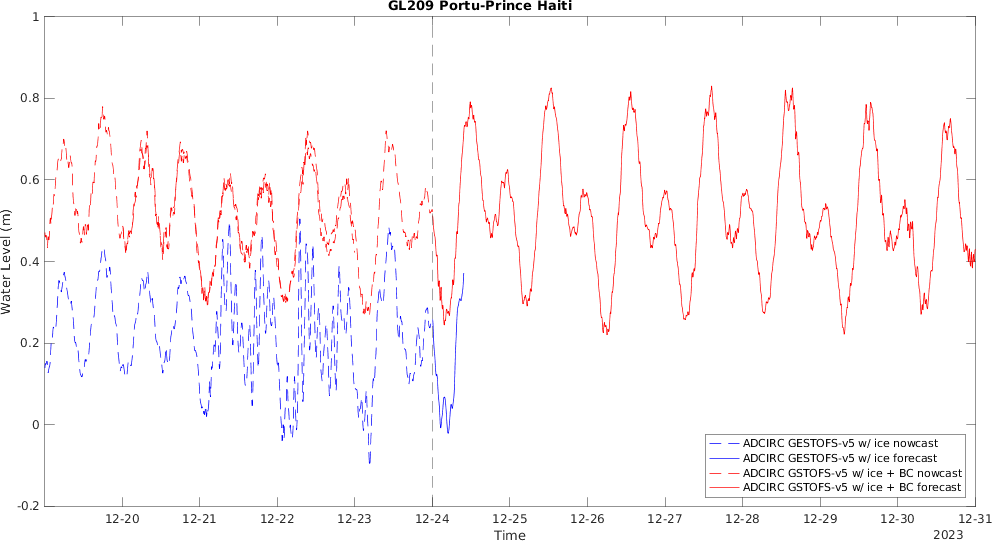 GL209 Portu-Prince Haiti
1
0.8
0.6
0.4
0.2
0
-0.2
Water Level (m)
12-20 12-21 12-22 12-23 12-24 12-25 12-26 12-27 12-28 12-29 12-30 12-31
Time
2023
ADCIRC GESTOFS-v5 w/ ice nowcast
ADCIRC GESTOFS-v5 w/ ice forecast
ADCIRC GSTOFS-v5 w/ ice + BC nowcast
ADCIRC GSTOFS-v5 w/ ice + BC forecast